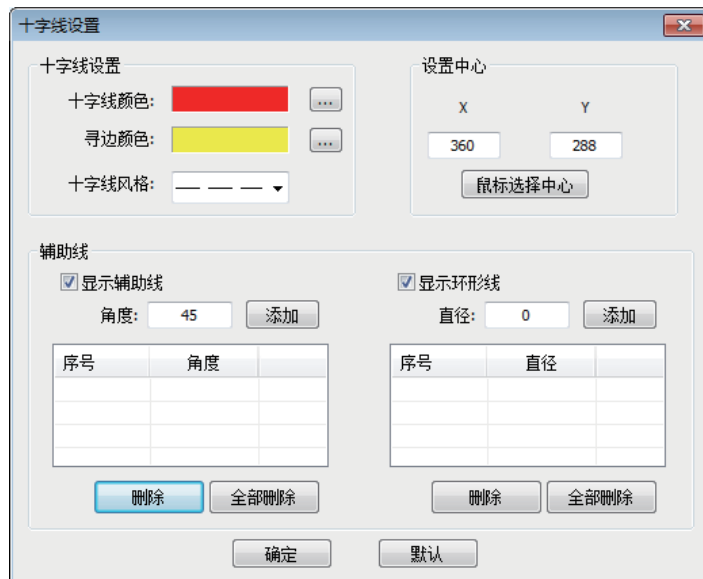 十字线设置
十字线设置
十字线颜色:
...
寻边颜色:
...
十字线风格:
设置中心
X Y
360 288
鼠标选择中心
辅助线
显示辅助线
角度: 45 添加
序号 角度
删除 全部删除
显示环形线
直径: 0 添加
序号 直径
删除 全部删除
确定 默认